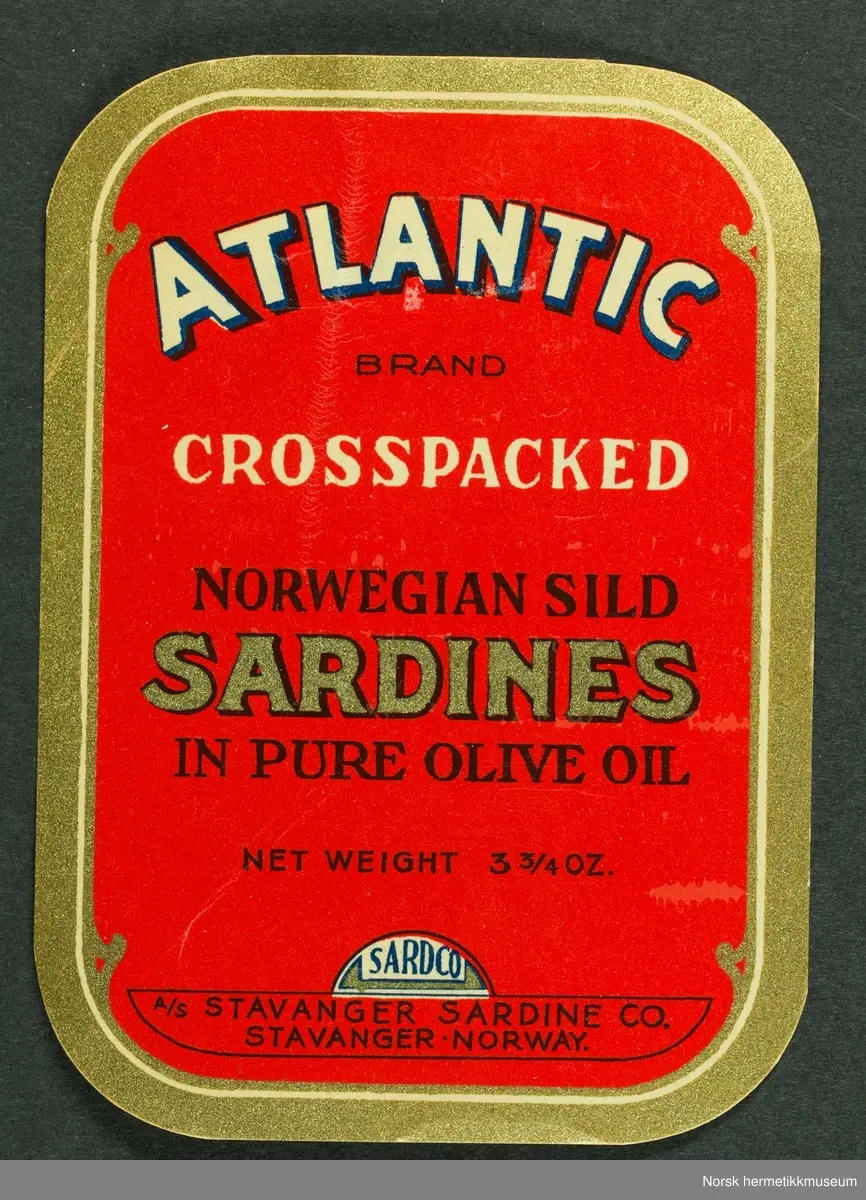 ATLANTIC
BRAND
CROSSPACKED
NORWEGIAN SILD
SARDINES
IN PURE OLIVE OIL
NET WEIGHT 3 3/4 OZ.
SARDCO
A/S STAVANGER SARDINE CO.
STAVANGER · NORWAY.
Norsk hermetikkmuseum